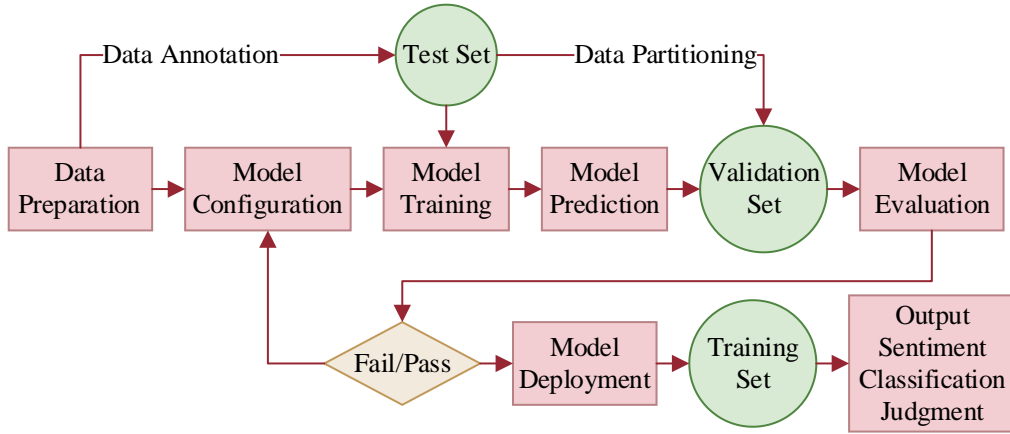 Data Annotation
Test Set
Data Partitioning
Data
Preparation
Model
Configuration
Model
Training
Model
Prediction
Validation
Set
Model
Evaluation
Fail/Pass
Model
Deployment
Training
Set
Output
Sentiment
Classification
Judgment